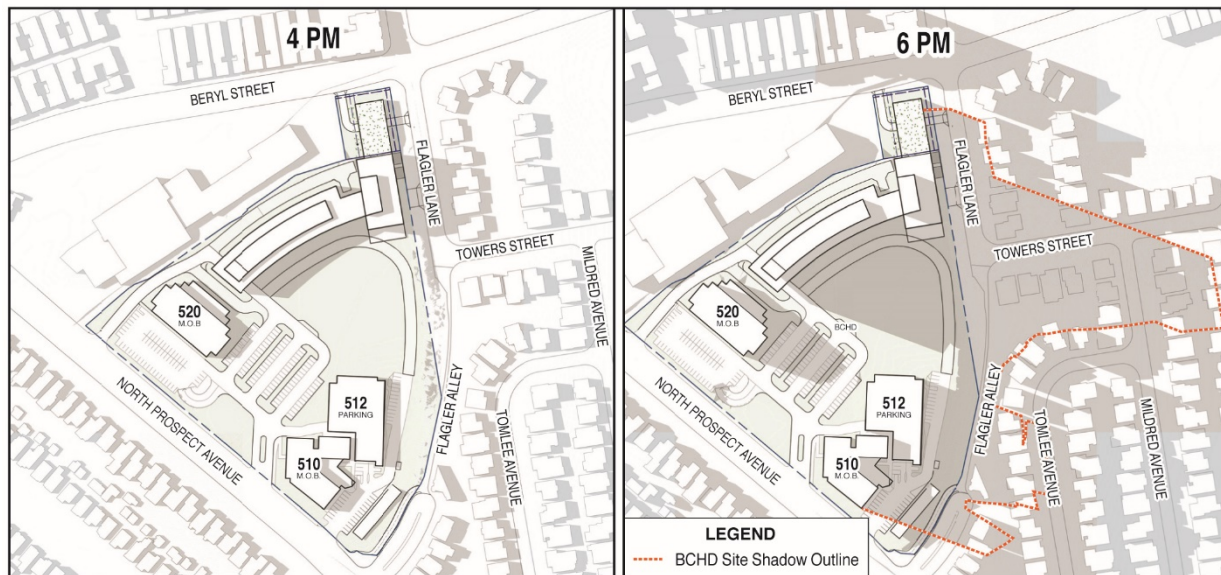 4 PM
BERYL STREET
FLAGLER LANE
TOWERS STREET
MILDRED AVENUE
520
M.O.B
512
PARKING
510
M.O.B.
NORTH PROSPECT AVENUE
FLAGLER ALLEY
TOMLEE AVENUE
6 PM
BERYL STREET
FLAGLER LANE
TOWERS STREET
520
M.O.B
BCHD
512
PARKING
510
M.O.B.
NORTH PROSPECT AVENUE
FLAGLER ALLEY
TOMLEE AVENUE
MILDRED AVENUE
LEGEND
BCHD Site Shadow Outline